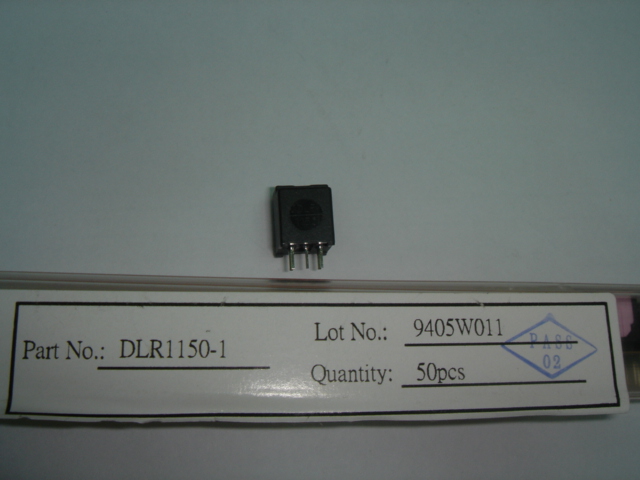 Part No.: DLR1150-1
Lot No.: 9405W011
Quantity: 50pcs
PASS
02